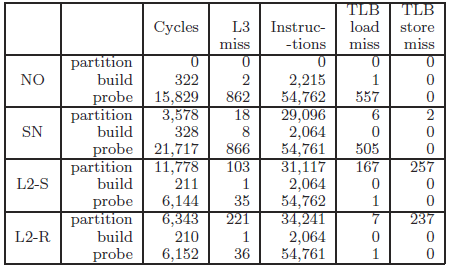 TLB TLB
Cycles L3 Instruc- load store
miss -tions miss miss
partition 0 0 0 0 0
NO build 322 2 2,215 1 0
probe 15,829 862 54,762 557 0
partition 3,578 18 29,096 6 2
SN build 328 8 2,064 0 0
probe 21,717 866 54,761 505 0
partition 11,778 103 31,117 167 257
L2-S build 211 1 2,064 0 0
probe 6,144 35 54,762 1 0
partition 6,343 221 34,241 7 237
L2-R build 210 1 2,064 0 0
probe 6,152 36 54,761 1 0